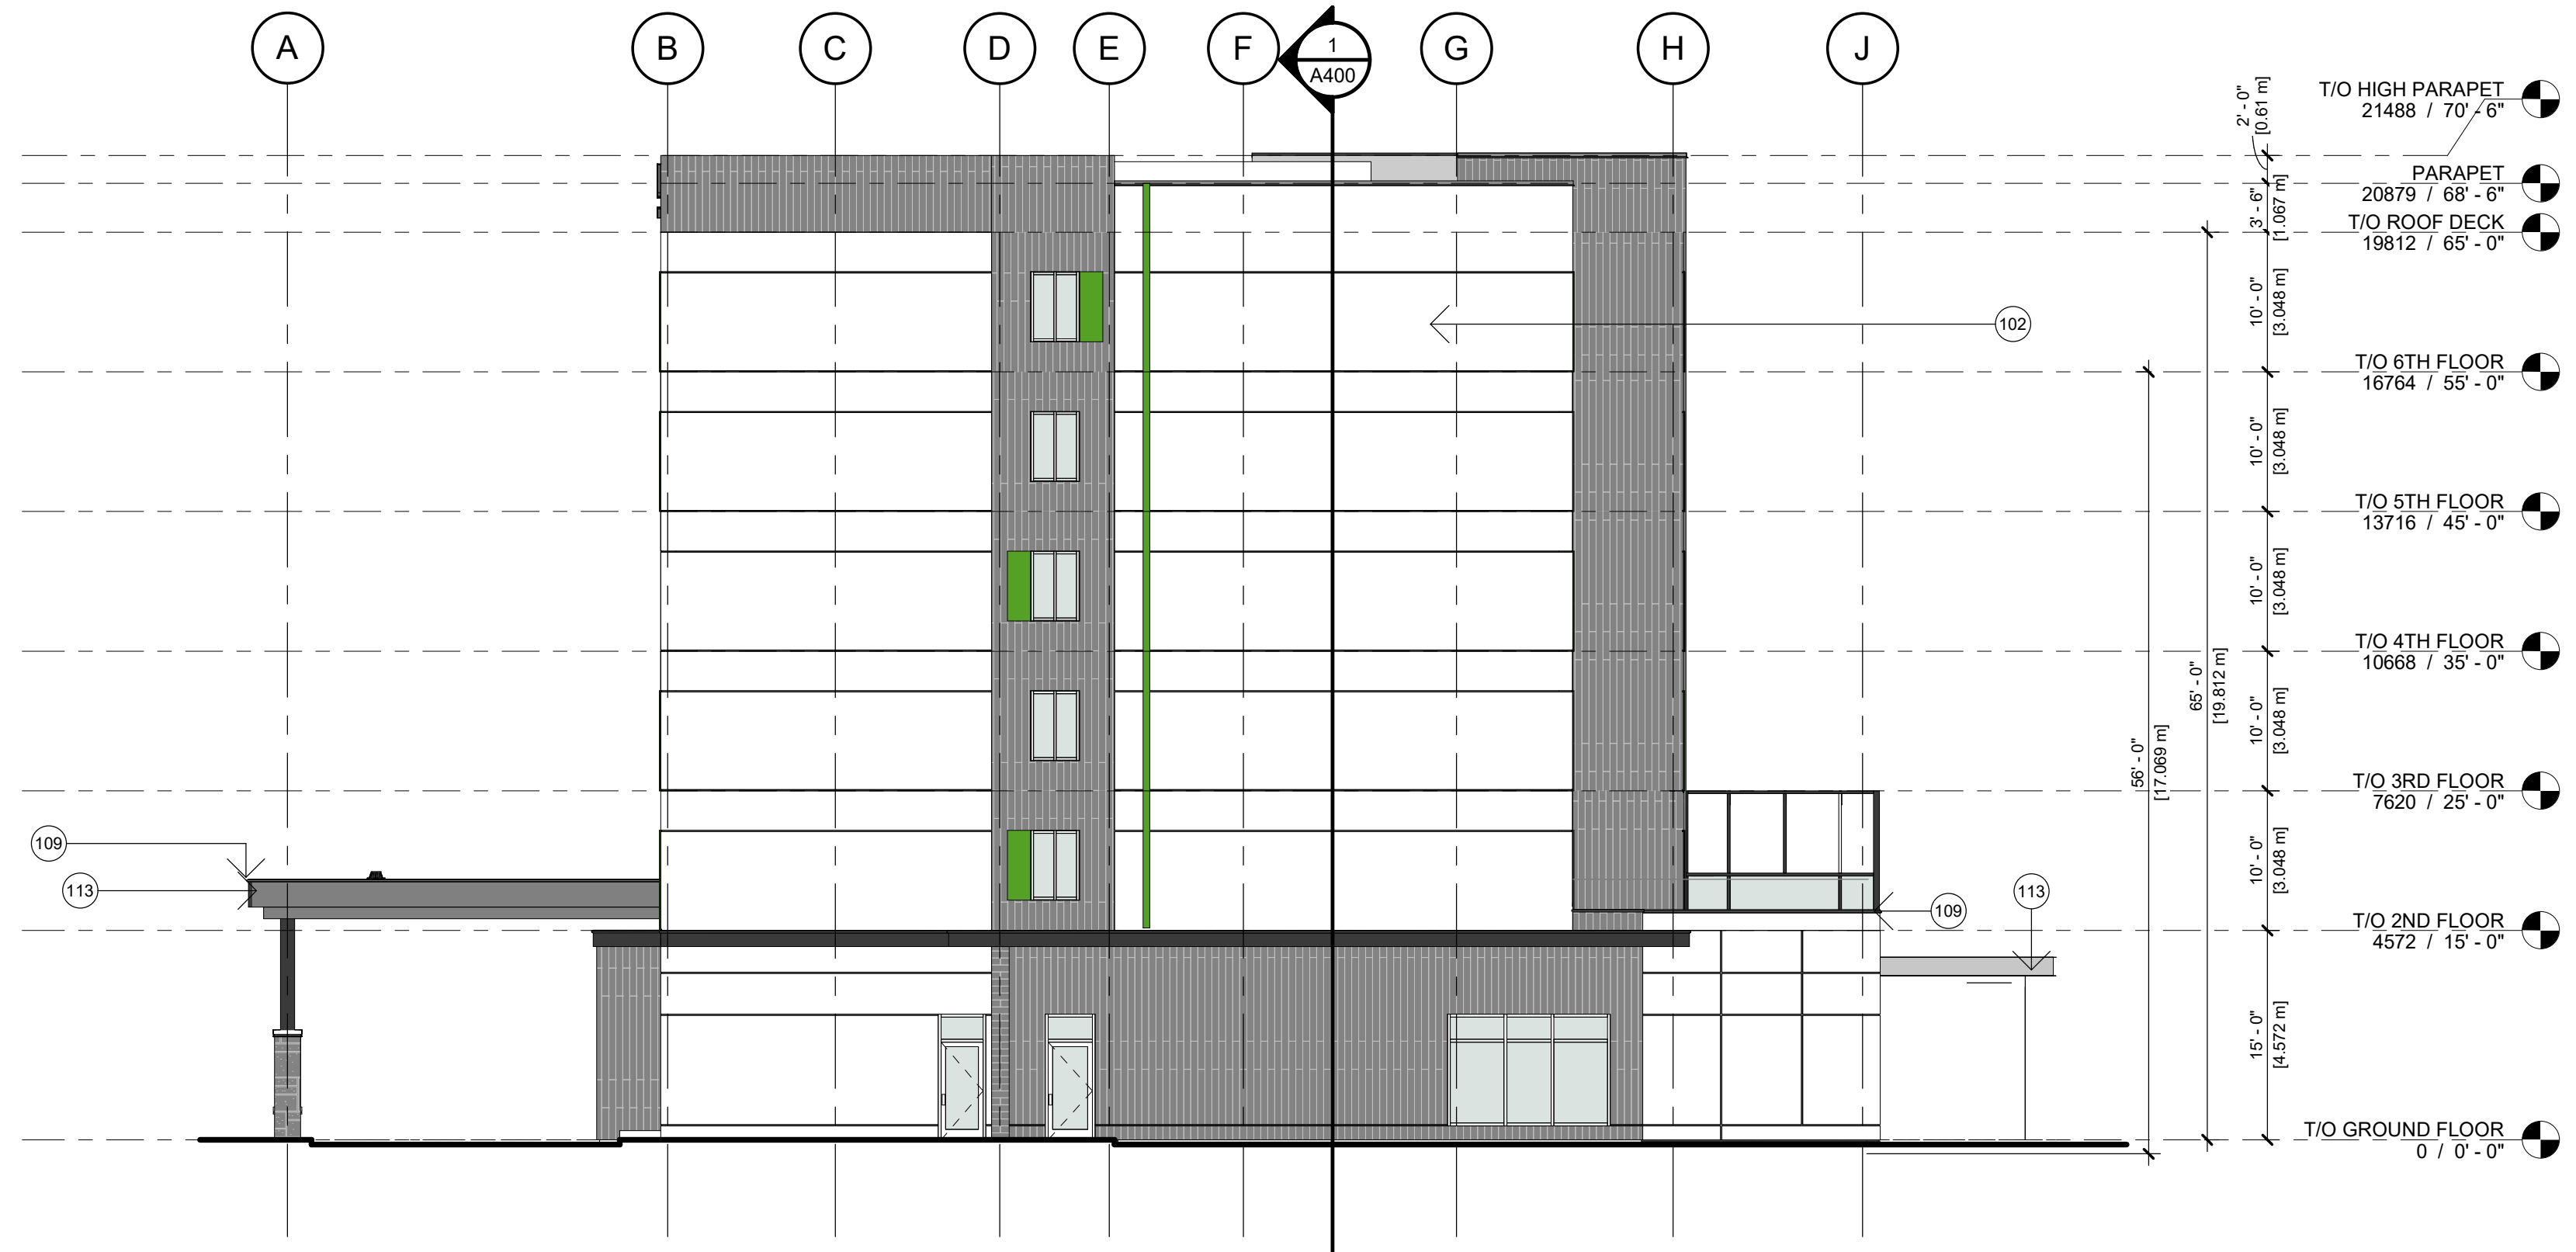 A
B
C
D
E
F
1
A400
G
H
J
T/O HIGH PARAPET
21488 / 70' - 6"
2' - 0"
[0.61 m]
PARAPET
20879 / 68' - 6"
3' - 6"
[1.067 m]
T/O ROOF DECK
19812 / 65' - 0"
10' - 0"
[3.048 m]
102
T/O 6TH FLOOR
16764 / 55' - 0"
10' - 0"
[3.048 m]
T/O 5TH FLOOR
13716 / 45' - 0"
10' - 0"
[3.048 m]
T/O 4TH FLOOR
10668 / 35' - 0"
65' - 0"
[19.812 m]
10' - 0"
[3.048 m]
56' - 0"
[17.069 m]
T/O 3RD FLOOR
7620 / 25' - 0"
109
113
10' - 0"
[3.048 m]
109
113
T/O 2ND FLOOR
4572 / 15' - 0"
15' - 0"
[4.572 m]
T/O GROUND FLOOR
0 / 0' - 0"